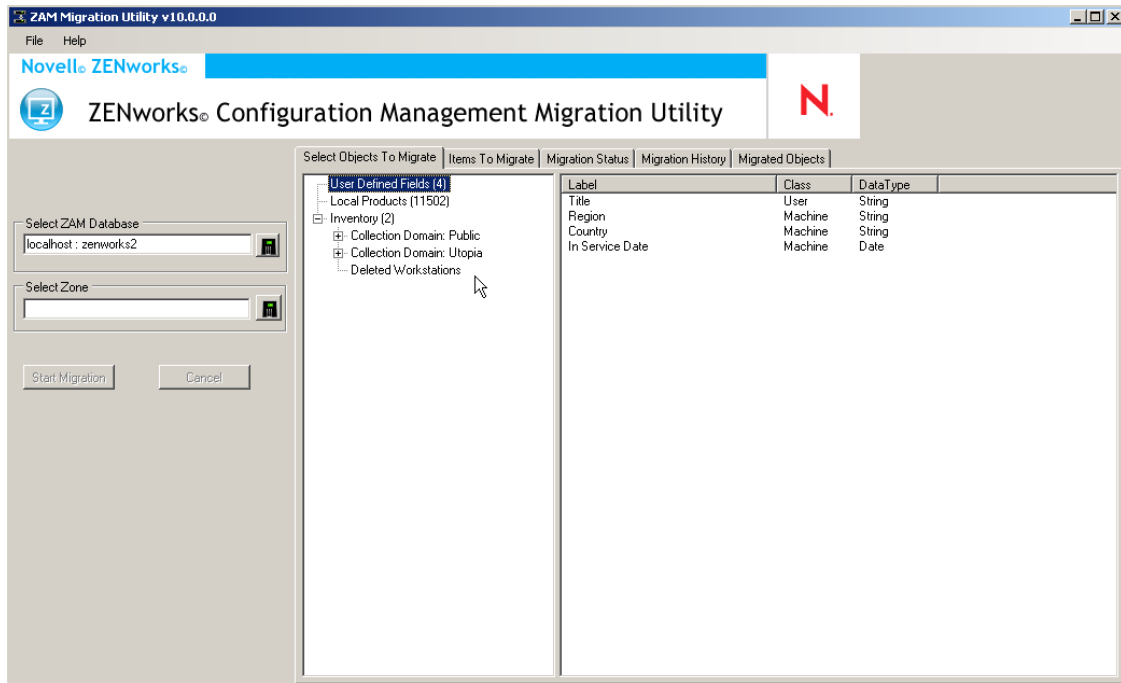 ZAM Migration Utility v10.0.0.0
File Help
Novell® ZENworks®
Z ZENworks® Configuration Management Migration Utility N.
Select Objects To Migrate Items To Migrate Migration Status Migration History Migrated Objects
User Defined Fields (4)
Local Products (11502)
Inventory (2)
Collection Domain: Public
Collection Domain: Utopia
Deleted Workstations
Label Class DataType
Title User String
Region Machine String
Country Machine String
In Service Date Machine Date
Select ZAM Database
localhost : zenworks2
Select Zone
Start Migration Cancel